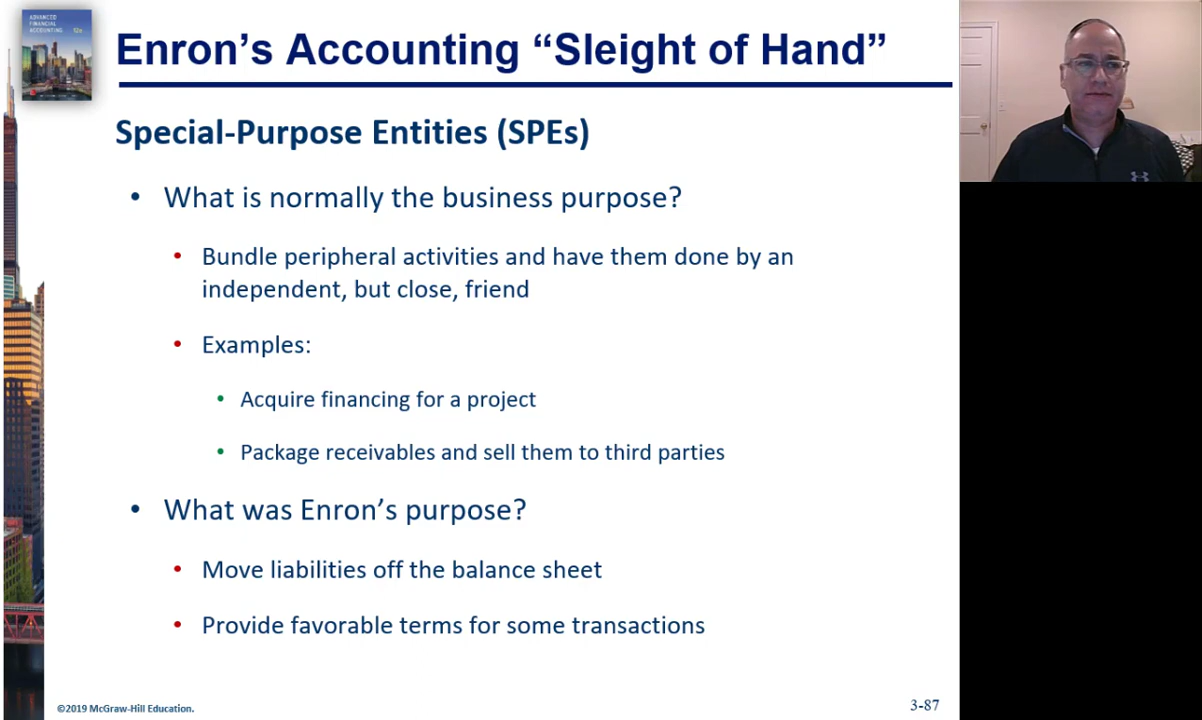 ADVANCED
FINANCIAL
ACCOUNTING 12e
Enron’s Accounting “Sleight of Hand”
Special-Purpose Entities (SPEs)
• What is normally the business purpose?
• Bundle peripheral activities and have them done by an
independent, but close, friend
• Examples:
• Acquire financing for a project
• Package receivables and sell them to third parties
• What was Enron’s purpose?
• Move liabilities off the balance sheet
• Provide favorable terms for some transactions
©2019 McGraw-Hill Education.
3-87